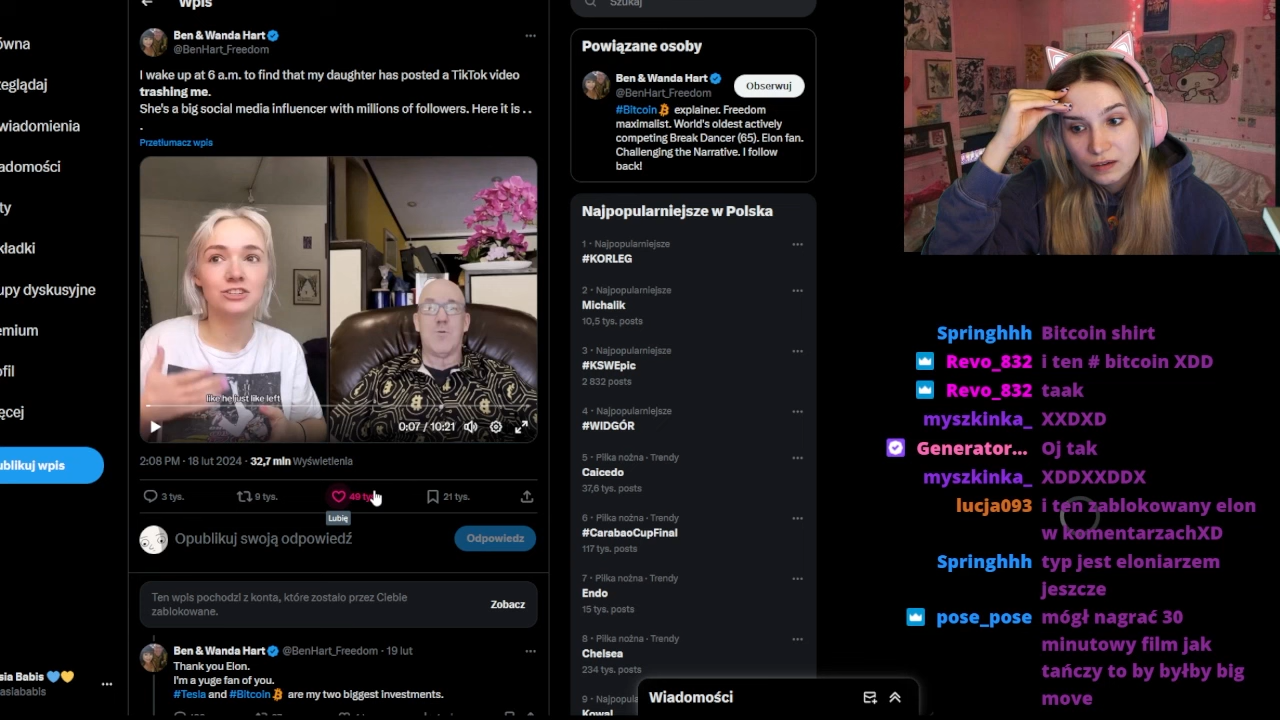 Wpis
ówna
zeglądaj
wiadomości
ty
kładki
upy dyskusyjne
emium
ofil
ęcej
ublikuj wpis
sia Babis
asiababis
Ben & Wanda Hart
@BenHart_Freedom
I wake up at 6 a.m. to find that my daughter has posted a TikTok video
trashing me.
She's a big social media influencer with millions of followers. Here it is . .
.
Przetłumacz wpis
like he just like left
0:07 / 10:21
2:08 PM · 18 lut 2024 · 32,7 mln Wyświetlenia
3 tys.
9 tys.
49 ty
21 tys.
Lubię
Opublikuj swoją odpowiedź
Odpowiedz
Ten wpis pochodzi z konta, które zostało przez Ciebie
zablokowane.
Zobacz
Ben & Wanda Hart @BenHart_Freedom · 19 lut
Thank you Elon.
I'm a yuge fan of you.
#Tesla and #Bitcoin are my two biggest investments.
Szukaj
Powiązane osoby
Ben & Wanda Hart
@BenHart_Freedom
Obserwuj
#Bitcoin explainer. Freedom
maximalist. World's oldest actively
competing Break Dancer (65). Elon fan.
Challenging the Narrative. I follow
back!
Najpopularniejsze w Polska
1 · Najpopularniejsze
#KORLEG
2 · Najpopularniejsze
Michalik
10,5 tys. posts
3 · Najpopularniejsze
#KSWEpic
2 832 posts
4 · Najpopularniejsze
#WIDGÓR
5 · Piłka nożna · Trendy
Caicedo
37,6 tys. posts
6 · Piłka nożna · Trendy
#CarabaoCupFinal
117 tys. posts
7 · Piłka nożna · Trendy
Endo
15 tys. posts
8 · Piłka nożna · Trendy
Chelsea
234 tys. posts
9 · Najpopula
Kowal
Wiadomości
Springhhh Bitcoin shirt
Revo_832 i ten # bitcoin XDD
Revo_832 taak
myszkinka_ XXDXD
Generator... Oj tak
myszkinka_ XDDXXDDX
lucja093 i ten zablokowany elon
w komentarzachXD
Springhhh typ jest eloniarzem
jeszcze
pose_pose mógł nagrać 30
minutowy film jak
tańczy to by byłby big
move